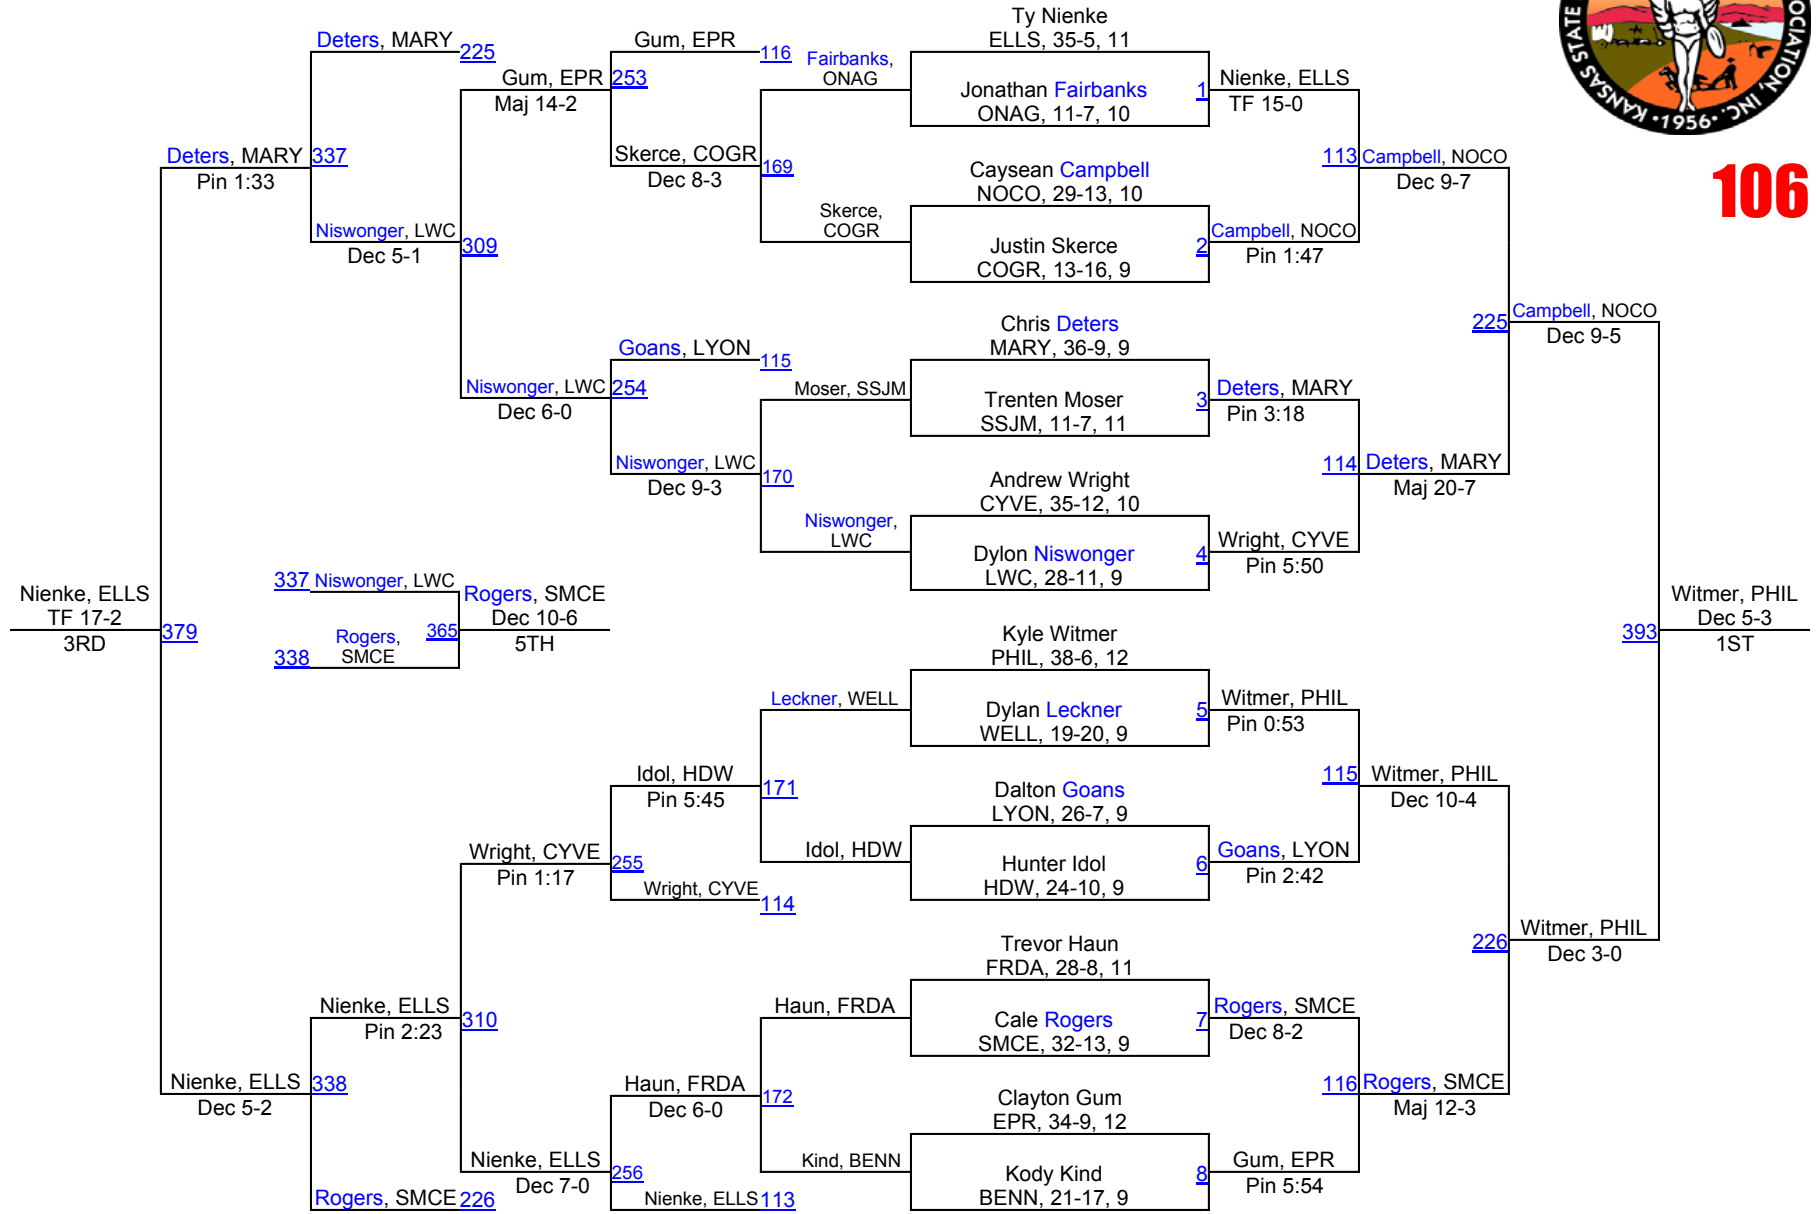 KANSAS STATE
OCIATION, INC.
•1956•
106
Ty Nienke
ELLS, 35-5, 11
Jonathan Fairbanks
ONAG, 11-7, 10
1
Caysean Campbell
NOCO, 29-13, 10
Justin Skerce
COGR, 13-16, 9
2
Chris Deters
MARY, 36-9, 9
Trenten Moser
SSJM, 11-7, 11
3
Andrew Wright
CYVE, 35-12, 10
Dylon Niswonger
LWC, 28-11, 9
4
Kyle Witmer
PHIL, 38-6, 12
Dylan Leckner
WELL, 19-20, 9
5
Dalton Goans
LYON, 26-7, 9
Hunter Idol
HDW, 24-10, 9
6
Trevor Haun
FRDA, 28-8, 11
Cale Rogers
SMCE, 32-13, 9
7
Clayton Gum
EPR, 34-9, 12
Kody Kind
BENN, 21-17, 9
8
Nienke, ELLS
TF 15-0
Campbell, NOCO
Pin 1:47
Deters, MARY
Pin 3:18
Wright, CYVE
Pin 5:50
Witmer, PHIL
Pin 0:53
Goans, LYON
Pin 2:42
Rogers, SMCE
Dec 8-2
Gum, EPR
Pin 5:54
113
Campbell, NOCO
Dec 9-7
114
Deters, MARY
Maj 20-7
115
Witmer, PHIL
Dec 10-4
116
Rogers, SMCE
Maj 12-3
225
Campbell, NOCO
Dec 9-5
226
Witmer, PHIL
Dec 3-0
393
Witmer, PHIL
Dec 5-3
1ST
Fairbanks,
ONAG
Skerce,
COGR
169
Moser, SSJM
Niswonger,
LWC
170
Leckner, WELL
Idol, HDW
171
Haun, FRDA
Kind, BENN
172
Gum, EPR
116
Skerce, COGR
Dec 8-3
253
Goans, LYON
115
Niswonger, LWC
Dec 9-3
254
Idol, HDW
Pin 5:45
Wright, CYVE
114
255
Haun, FRDA
Dec 6-0
Nienke, ELLS
113
256
Gum, EPR
Maj 14-2
Niswonger, LWC
Dec 6-0
309
Wright, CYVE
Pin 1:17
Nienke, ELLS
Dec 7-0
310
Deters, MARY
225
Niswonger, LWC
Dec 5-1
337
Nienke, ELLS
Pin 2:23
Rogers, SMCE
226
338
Deters, MARY
Pin 1:33
Nienke, ELLS
Dec 5-2
379
Nienke, ELLS
TF 17-2
3RD
337
Niswonger, LWC
338
Rogers,
SMCE
365
Rogers, SMCE
Dec 10-6
5TH